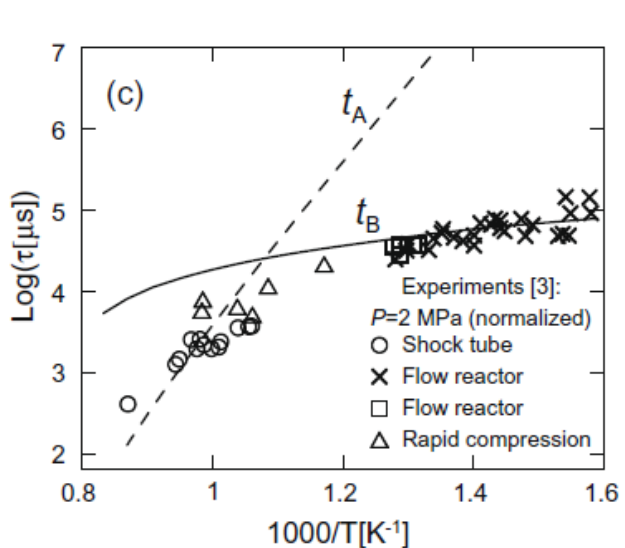 (c)
t_A
t_B
Log(τ[μs])
7
6
5
4
3
2
Experiments [3]:
P=2 MPa (normalized)
Shock tube
Flow reactor
Flow reactor
Rapid compression
0.8 1 1.2 1.4 1.6
1000/T[K⁻¹]